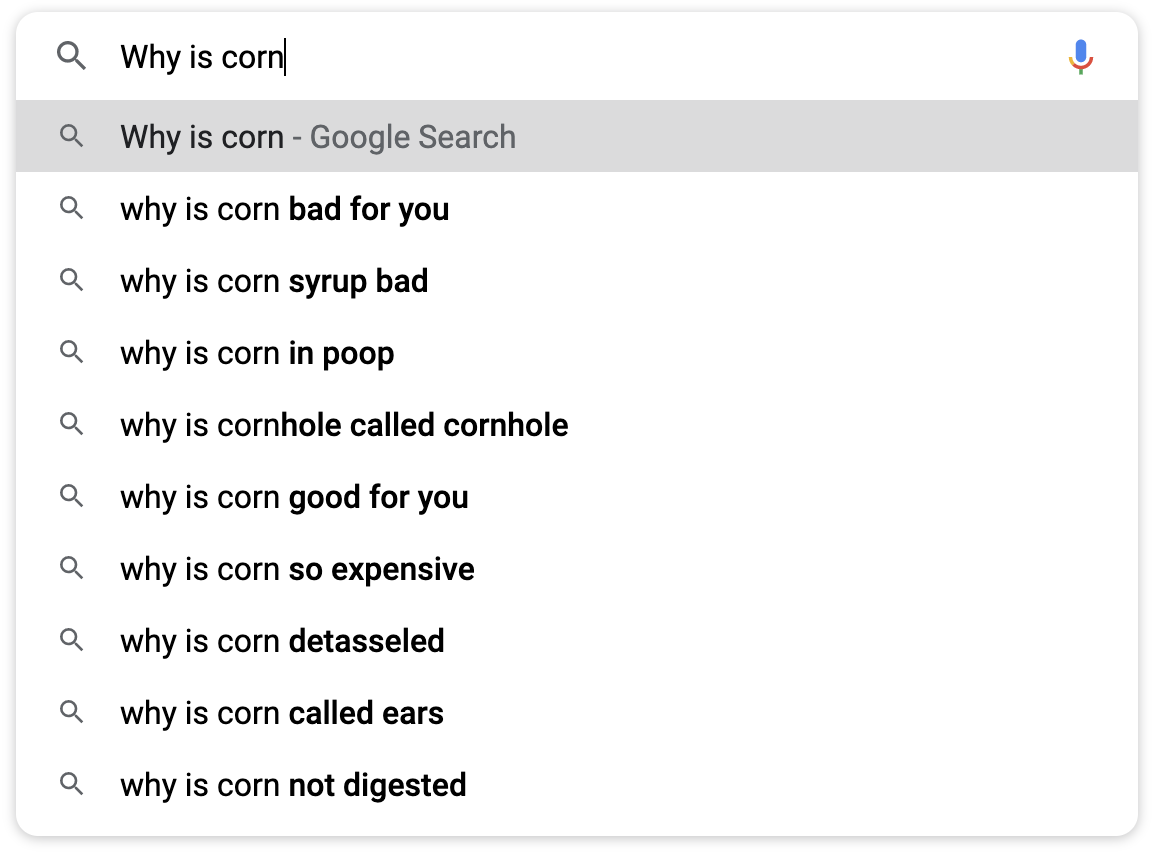 Why is corn
Why is corn - Google Search
why is corn bad for you
why is corn syrup bad
why is corn in poop
why is cornhole called cornhole
why is corn good for you
why is corn so expensive
why is corn detasseled
why is corn called ears
why is corn not digested